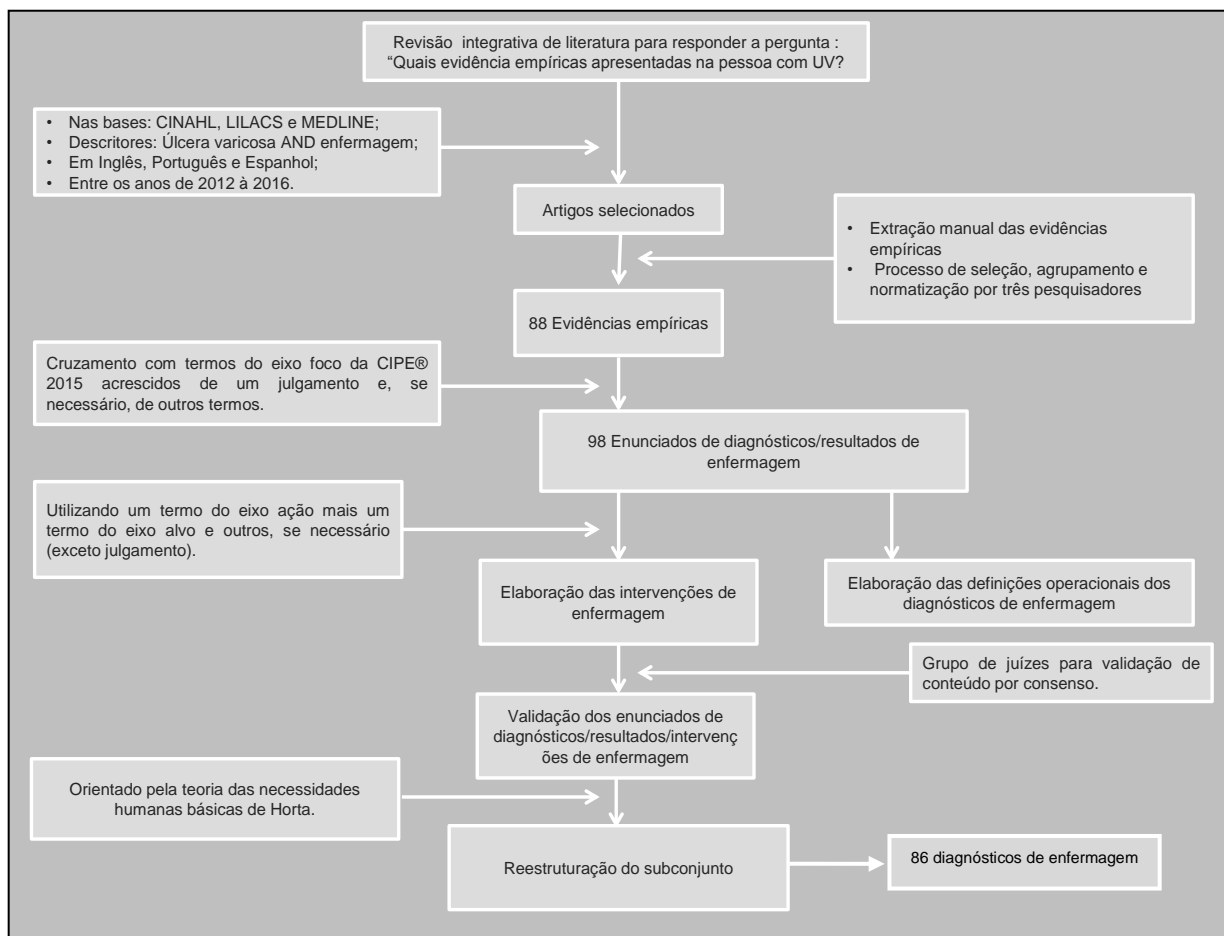 Revisão integrativa de literatura para responder a pergunta :
“Quais evidência empíricas apresentadas na pessoa com UV?
• Nas bases: CINAHL, LILACS e MEDLINE;
• Descritores: Úlcera varicosa AND enfermagem;
• Em Inglês, Português e Espanhol;
• Entre os anos de 2012 à 2016.
Artigos selecionados
• Extração manual das evidências
empíricas
• Processo de seleção, agrupamento e
normatização por três pesquisadores
88 Evidências empíricas
Cruzamento com termos do eixo foco da CIPE®
2015 acrescidos de um julgamento e, se
necessário, de outros termos.
98 Enunciados de diagnósticos/resultados de
enfermagem
Utilizando um termo do eixo ação mais um
termo do eixo alvo e outros, se necessário
(exceto julgamento).
Elaboração das intervenções de
enfermagem
Elaboração das definições operacionais dos
diagnósticos de enfermagem
Grupo de juízes para validação de
conteúdo por consenso.
Validação dos enunciados de
diagnósticos/resultados/intervenç
ões de enfermagem
Orientado pela teoria das necessidades
humanas básicas de Horta.
Reestruturação do subconjunto
86 diagnósticos de enfermagem